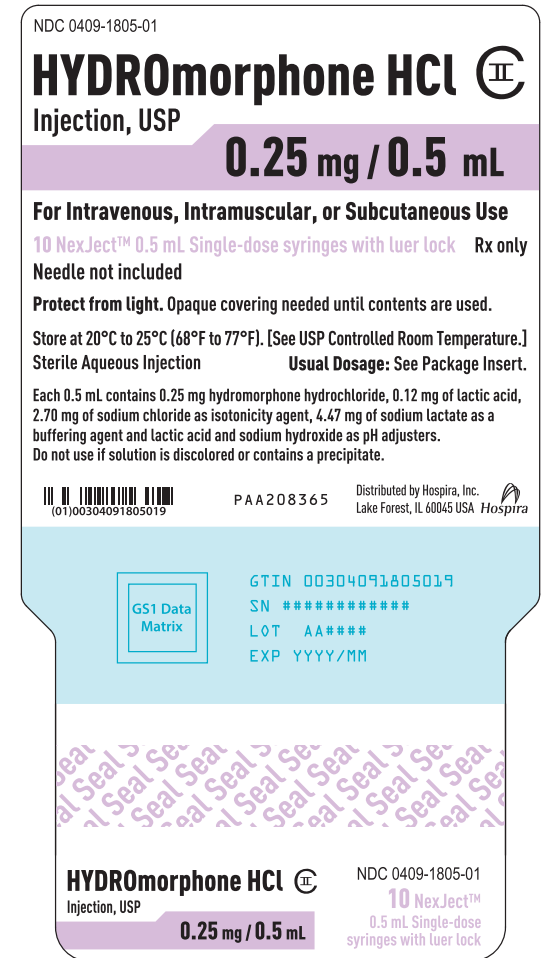 NDC 0409-1805-01
HYDROmorphone HCl CII
Injection, USP
0.25 mg / 0.5 mL
For Intravenous, Intramuscular, or Subcutaneous Use
10 NexJect™ 0.5 mL Single-dose syringes with luer lock Rx only
Needle not included
Protect from light. Opaque covering needed until contents are used.
Store at 20°C to 25°C (68°F to 77°F). [See USP Controlled Room Temperature.]
Sterile Aqueous Injection Usual Dosage: See Package Insert.
Each 0.5 mL contains 0.25 mg hydromorphone hydrochloride, 0.12 mg of lactic acid,
2.70 mg of sodium chloride as isotonicity agent, 4.47 mg of sodium lactate as a
buffering agent and lactic acid and sodium hydroxide as pH adjusters.
Do not use if solution is discolored or contains a precipitate.
(01)00304091805019
PAA208365
Distributed by Hospira, Inc.
Lake Forest, IL 60045 USA
Hospira
GS1 Data
Matrix
GTIN 00304091805019
SN ############
LOT AA####
EXP YYYY/MM
Seal Seal Seal Seal Seal Seal Seal Seal
HYDROmorphone HCl CII
Injection, USP
0.25 mg / 0.5 mL
NDC 0409-1805-01
10 NexJect™
0.5 mL Single-dose
syringes with luer lock